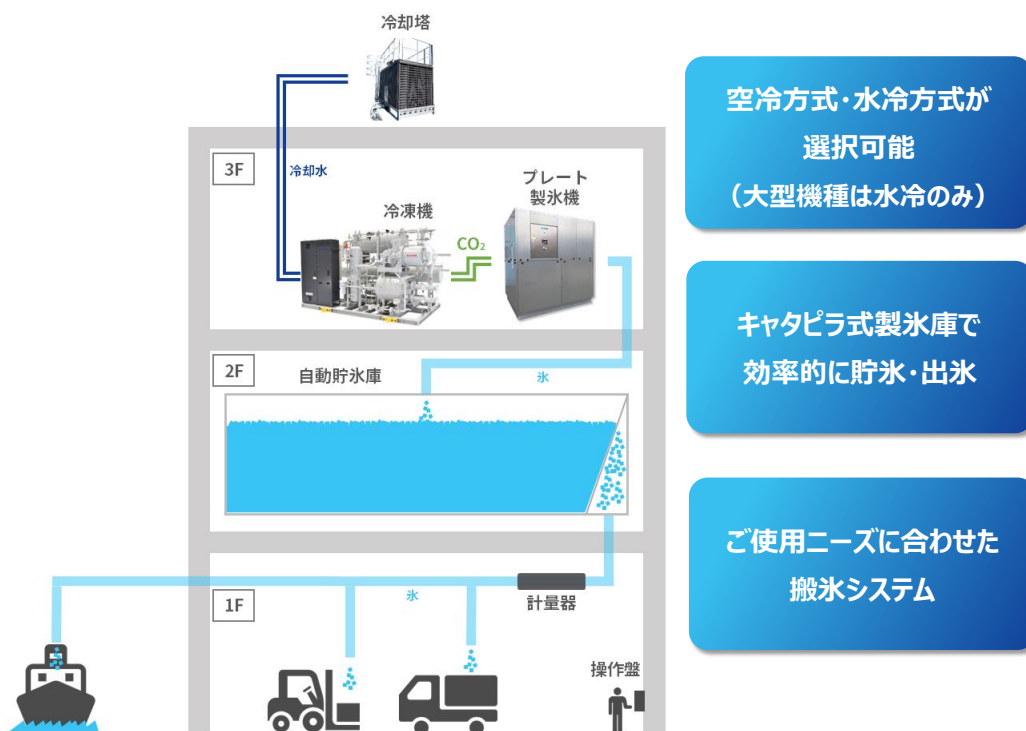 冷却塔
3F
冷却水
冷凍機
CO₂
プレート
製氷機
2F
自動貯氷庫
氷
1F
氷
計量器
操作盤
空冷方式・水冷方式が
選択可能
（大型機種は水冷のみ）
キャタピラ式製氷庫で
効率的に貯氷・出氷
ご使用ニーズに合わせた
搬氷システム